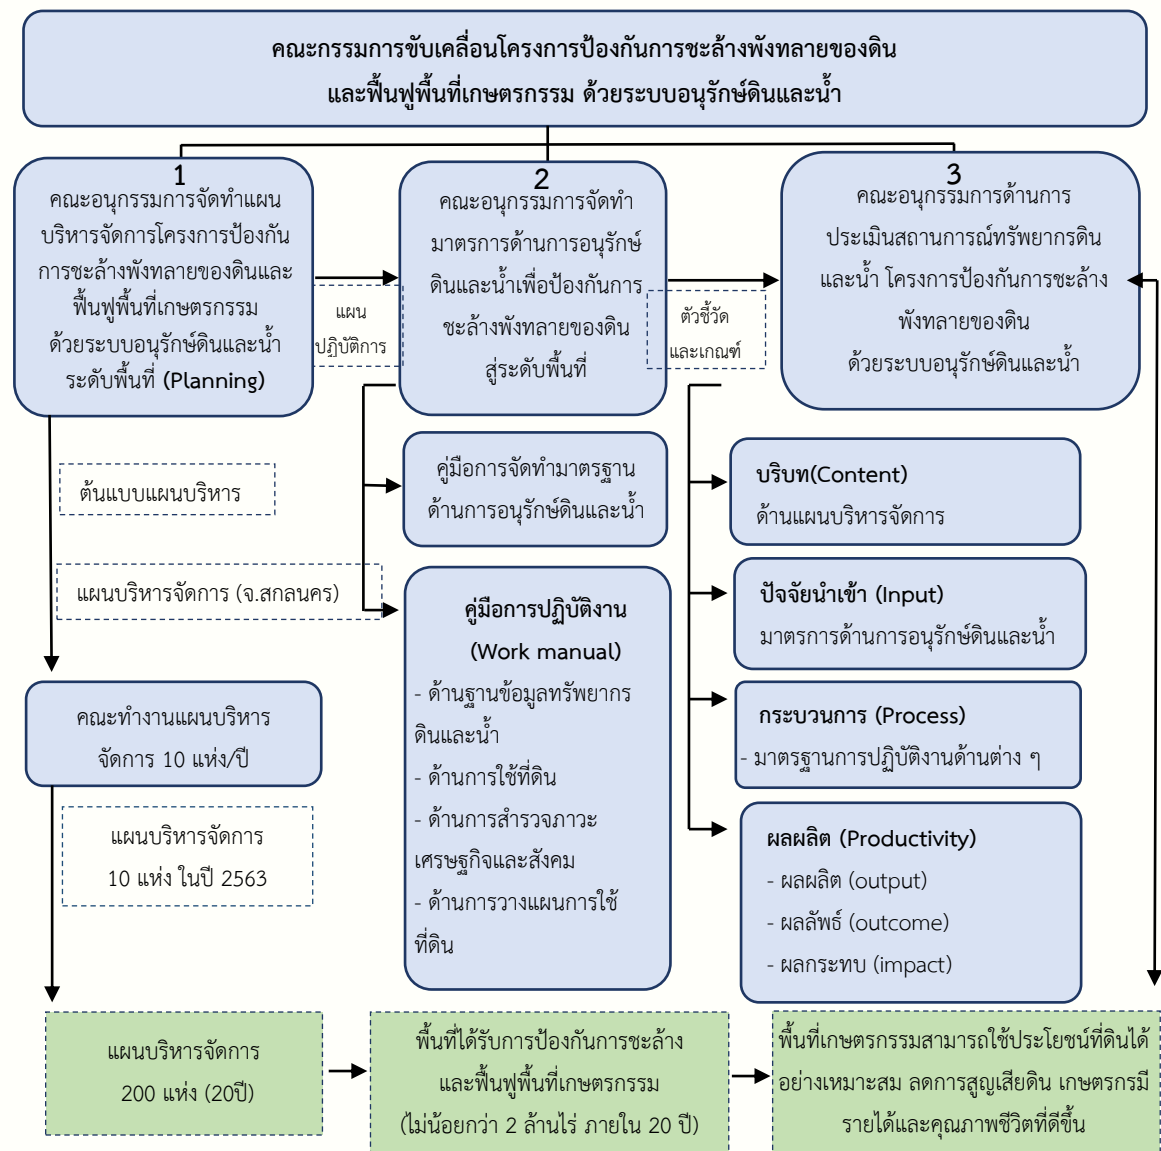 คณะกรรมการขับเคลื่อนโครงการป้องกันการชะล้างพังทลายของดิน
และฟื้นฟูพื้นที่เกษตรกรรม ด้วยระบบอนุรักษ์ดินและน้ำ
1
คณะอนุกรรมการจัดทำแผน
บริหารจัดการโครงการป้องกัน
การชะล้างพังทลายของดินและ
ฟื้นฟูพื้นที่เกษตรกรรม
ด้วยระบบอนุรักษ์ดินและน้ำ
ระดับพื้นที่ (Planning)
แผน
ปฏิบัติการ
2
คณะอนุกรรมการจัดทำ
มาตรการด้านการอนุรักษ์
ดินและน้ำเพื่อป้องกันการ
ชะล้างพังทลายของดิน
สู่ระดับพื้นที่
ตัวชี้วัด
และเกณฑ์
3
คณะอนุกรรมการด้านการ
ประเมินสถานการณ์ทรัพยากรดิน
และน้ำ โครงการป้องกันการชะล้าง
พังทลายของดิน
ด้วยระบบอนุรักษ์ดินและน้ำ
ต้นแบบแผนบริหาร
แผนบริหารจัดการ (จ.สกลนคร)
คณะทำงานแผนบริหาร
จัดการ 10 แห่ง/ปี
แผนบริหารจัดการ
10 แห่ง ในปี 2563
คู่มือการจัดทำมาตรฐาน
ด้านการอนุรักษ์ดินและน้ำ
คู่มือการปฏิบัติงาน
(Work manual)
- ด้านฐานข้อมูลทรัพยากร
ดินและน้ำ
- ด้านการใช้ที่ดิน
- ด้านการสำรวจภาวะ
เศรษฐกิจและสังคม
- ด้านการวางแผนการใช้
ที่ดิน
บริบท(Content)
ด้านแผนบริหารจัดการ
ปัจจัยนำเข้า (Input)
มาตรการด้านการอนุรักษ์ดินและน้ำ
กระบวนการ (Process)
- มาตรฐานการปฏิบัติงานด้านต่าง ๆ
ผลผลิต (Productivity)
- ผลผลิต (output)
- ผลลัพธ์ (outcome)
- ผลกระทบ (impact)
แผนบริหารจัดการ
200 แห่ง (20ปี)
พื้นที่ได้รับการป้องกันการชะล้าง
และฟื้นฟูพื้นที่เกษตรกรรม
(ไม่น้อยกว่า 2 ล้านไร่ ภายใน 20 ปี)
พื้นที่เกษตรกรรมสามารถใช้ประโยชน์ที่ดินได้
อย่างเหมาะสม ลดการสูญเสียดิน เกษตรกรมี
รายได้และคุณภาพชีวิตที่ดีขึ้น